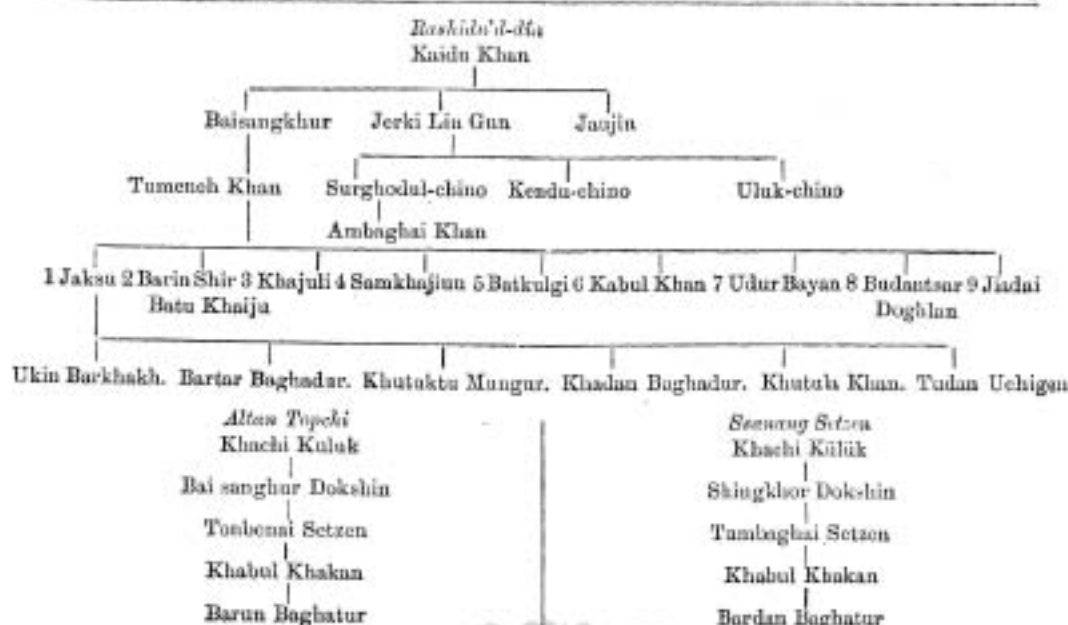 Rashidu'd-din
Kaidu Khan
Baisangkhur Jerki Lin Gun Jaujin
Tumeneh Khan Surghodul-chino Kendu-chino Uluk-chino
Ambaghai Khan
1 Jaksu 2 Barin Shir 3 Khajuli 4 Samkhajiun 5 Batkulgi 6 Kabul Khan 7 Udur Bayan 8 Budantsar 9 Jiadai
Batu Khaiju Doghlan
Ukin Barkhakh. Bartar Baghadur. Khutuktu Mungur. Khadan Baghadur. Khutula Khan. Tudan Uchigen
Altan Topchi Ssanang Setzen
Khachi Kuluk Khachi Külük
Bai sanghur Dokshin Shingkhor Dokshin
Tonbenai Setzen Tumbaghai Setzen
Khabul Khakan Khabul Khakan
Barun Baghatur Bardan Baghatur